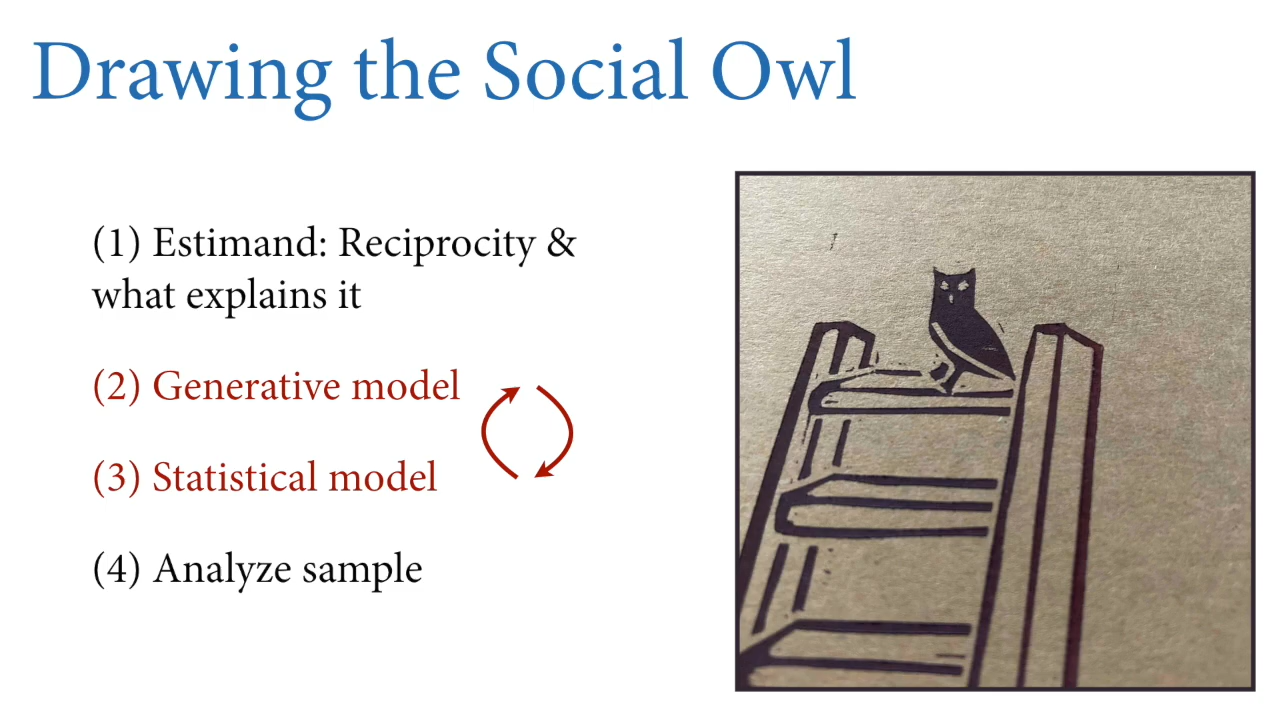 Drawing the Social Owl
(1) Estimand: Reciprocity &
what explains it
(2) Generative model
(3) Statistical model
(4) Analyze sample